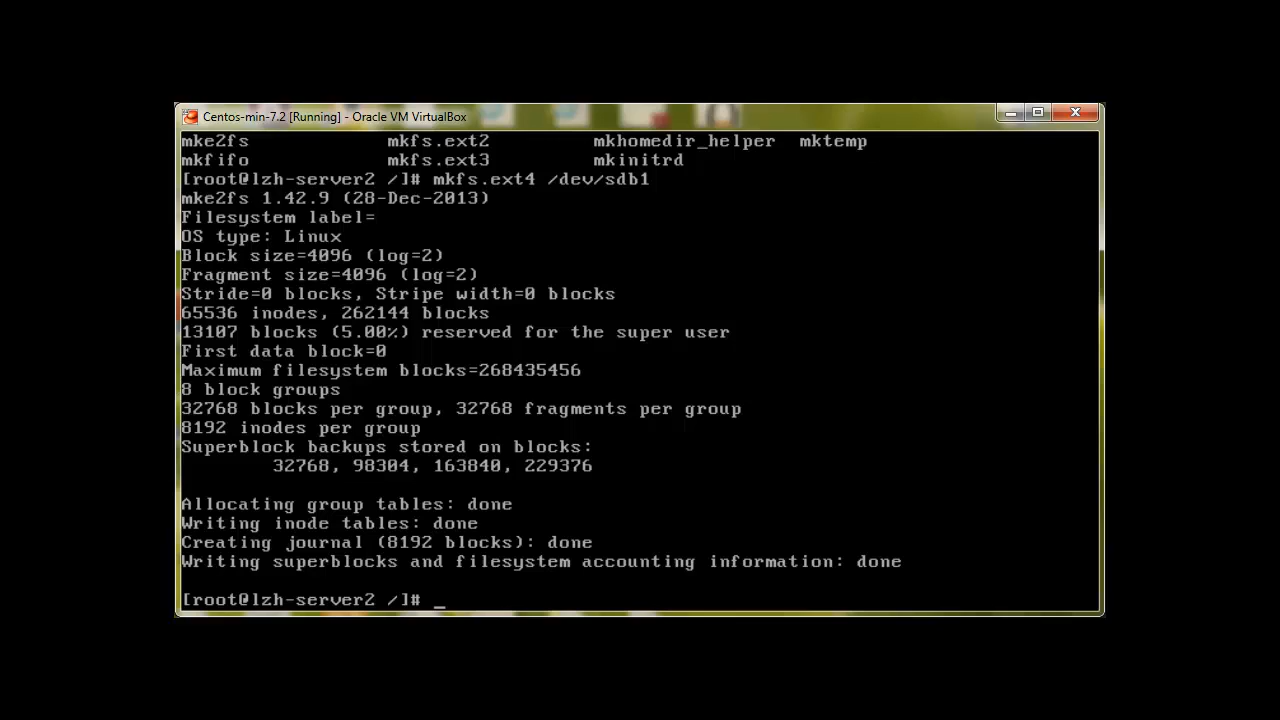 Centos-min-7.2 [Running] - Oracle VM VirtualBox
mke2fs mkfs.ext2 mkhomedir_helper mktemp
mkfifo mkfs.ext3 mkinitrd
[root@lzh-server2 /]# mkfs.ext4 /dev/sdb1
mke2fs 1.42.9 (28-Dec-2013)
Filesystem label=
OS type: Linux
Block size=4096 (log=2)
Fragment size=4096 (log=2)
Stride=0 blocks, Stripe width=0 blocks
65536 inodes, 262144 blocks
13107 blocks (5.00%) reserved for the super user
First data block=0
Maximum filesystem blocks=268435456
8 block groups
32768 blocks per group, 32768 fragments per group
8192 inodes per group
Superblock backups stored on blocks:
32768, 98304, 163840, 229376
Allocating group tables: done
Writing inode tables: done
Creating journal (8192 blocks): done
Writing superblocks and filesystem accounting information: done
[root@lzh-server2 /]# _